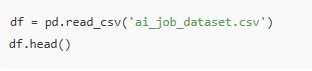 df = pd.read_csv('ai_job_dataset.csv')
df.head()